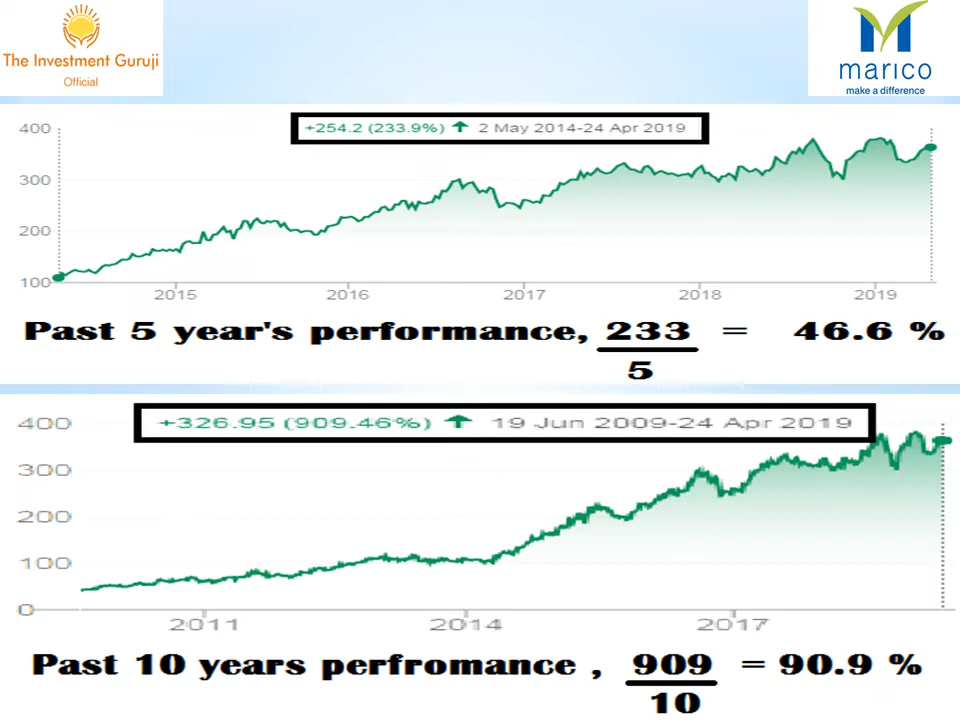 The Investment Guruji
Official
marico
make a difference
+254.2 (233.9%) ↑ 2 May 2014-24 Apr 2019
400
300
200
100
2015 2016 2017 2018 2019
Past 5 year's performance, 233 = 46.6 %
5
+326.95 (909.46%) ↑ 19 Jun 2009-24 Apr 2019
400
300
200
100
0
2011 2014 2017
Past 10 years perfromance , 909 = 90.9 %
10